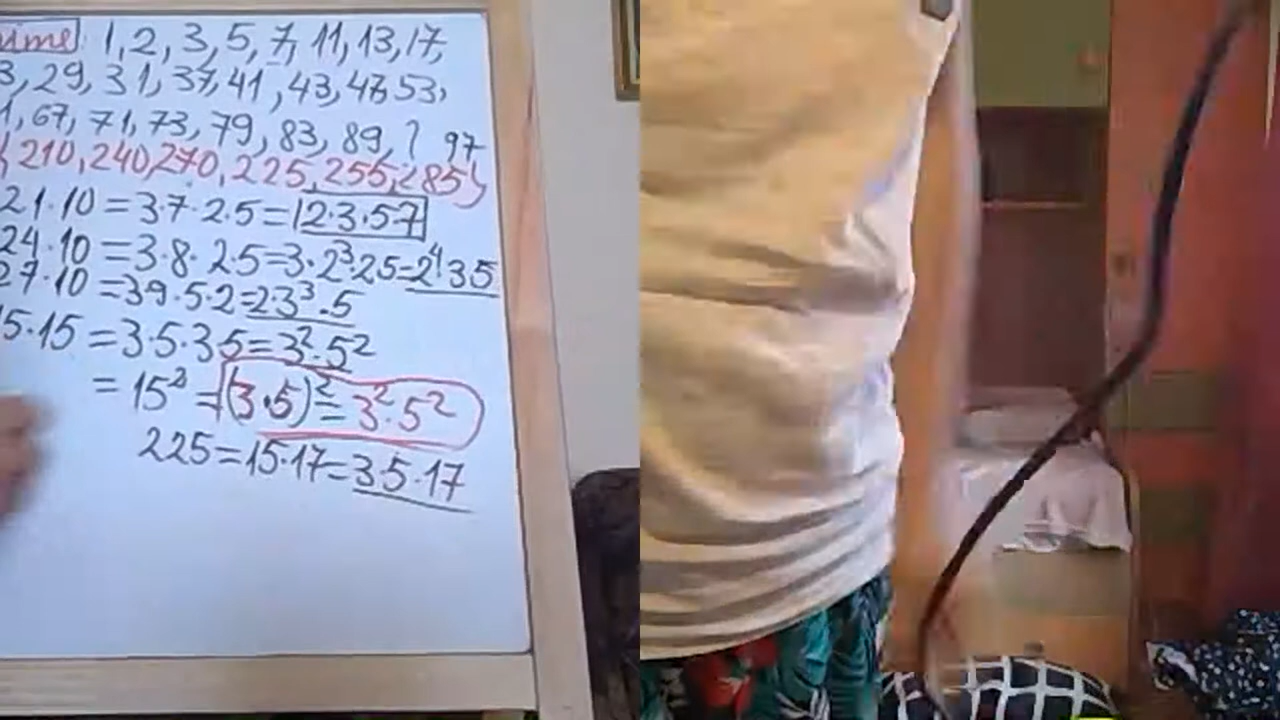 rime 1, 2, 3, 5, 7, 11, 13, 17,
3, 29, 31, 37, 41, 43, 47, 53,
1, 67, 71, 73, 79, 83, 89, ? 97
210, 240, 270, 225, 255, 285}
21·10 = 3·7·2·5 = 2·3·5·7
24·10 = 3·8·2·5 = 3·2³·2·5 = 2⁴·3·5
27·10 = 3·9·5·2 = 2·3³·5
15·15 = 3·5·3·5 = 3²·5²
= 15² = (3·5)² = 3²·5²
225 = 15·17 = 3·5·17